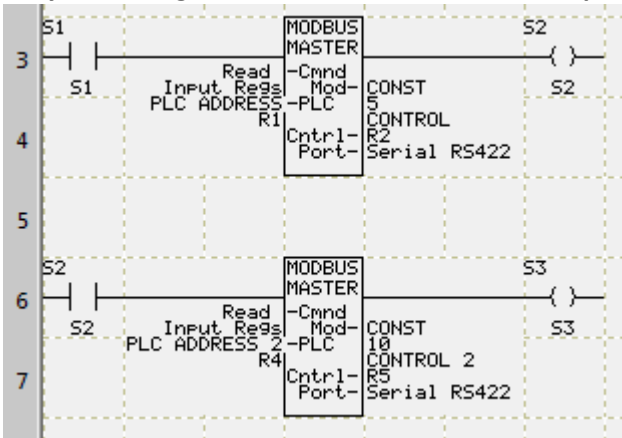 S1 MODBUS S2
3 MASTER
Read -Cmnd
S1 Input Regs Mod- CONST S2
PLC ADDRESS -PLC 5
R1 CONTROL
4 Cntrl- R2
Port- Serial RS422
5
S2 MODBUS S3
6 MASTER
Read -Cmnd
S2 Input Regs Mod- CONST S3
PLC ADDRESS 2 -PLC 10
R4 CONTROL 2
7 Cntrl- R5
Port- Serial RS422